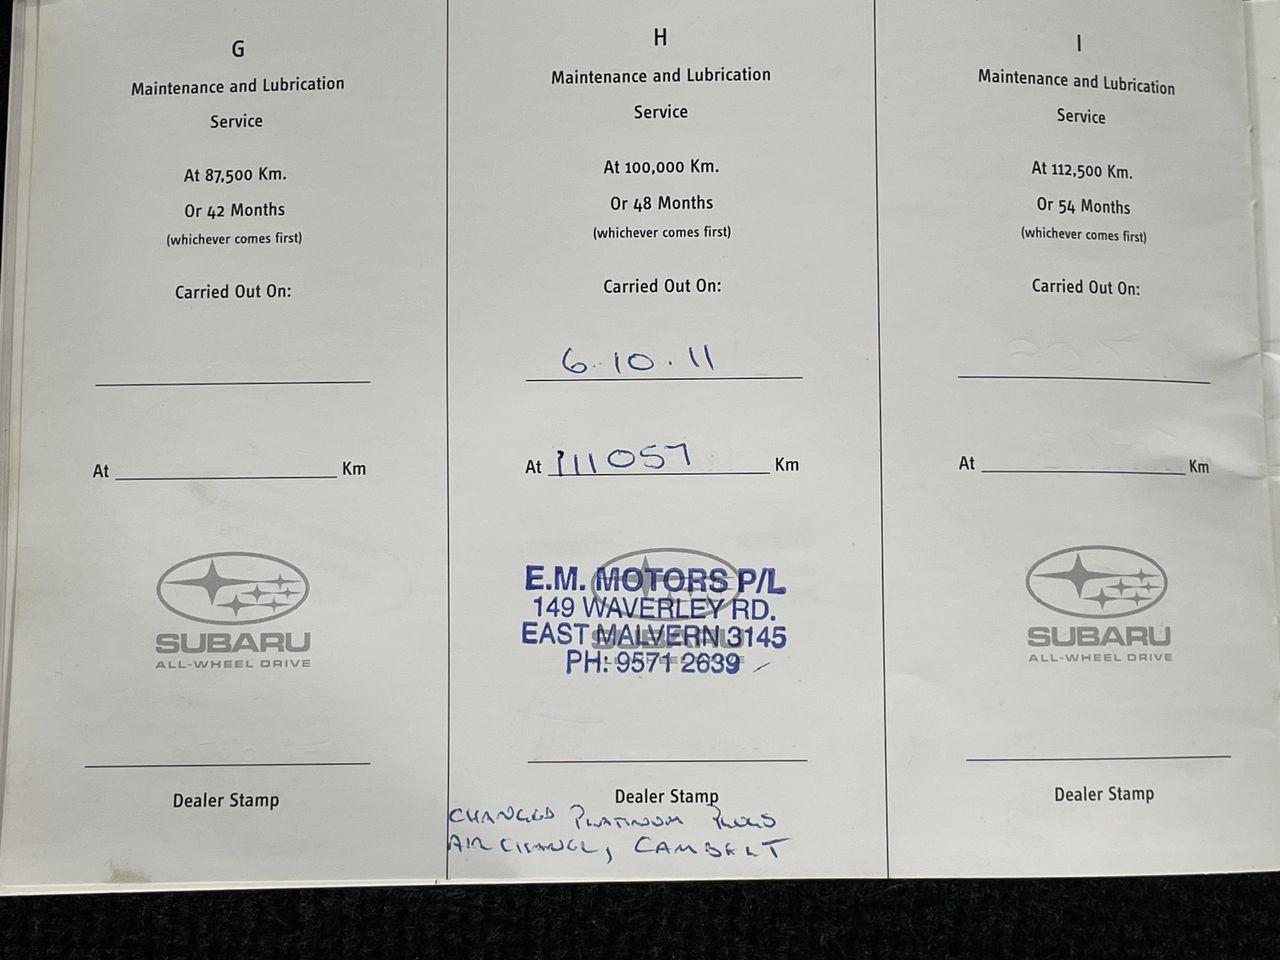 G
Maintenance and Lubrication
Service
At 87,500 Km.
Or 42 Months
(whichever comes first)
Carried Out On:
At Km
SUBARU
ALL-WHEEL DRIVE
Dealer Stamp
H
Maintenance and Lubrication
Service
At 100,000 Km.
Or 48 Months
(whichever comes first)
Carried Out On:
6.10.11
At 111057 Km
E.M. MOTORS P/L
149 WAVERLEY RD.
EAST MALVERN 3145
PH: 9571 2639
Dealer Stamp
CHANGED PLATINUM PLUGS
AIR CLEANER, CAMBELT
I
Maintenance and Lubrication
Service
At 112,500 Km.
Or 54 Months
(whichever comes first)
Carried Out On:
At Km
SUBARU
ALL-WHEEL DRIVE
Dealer Stamp